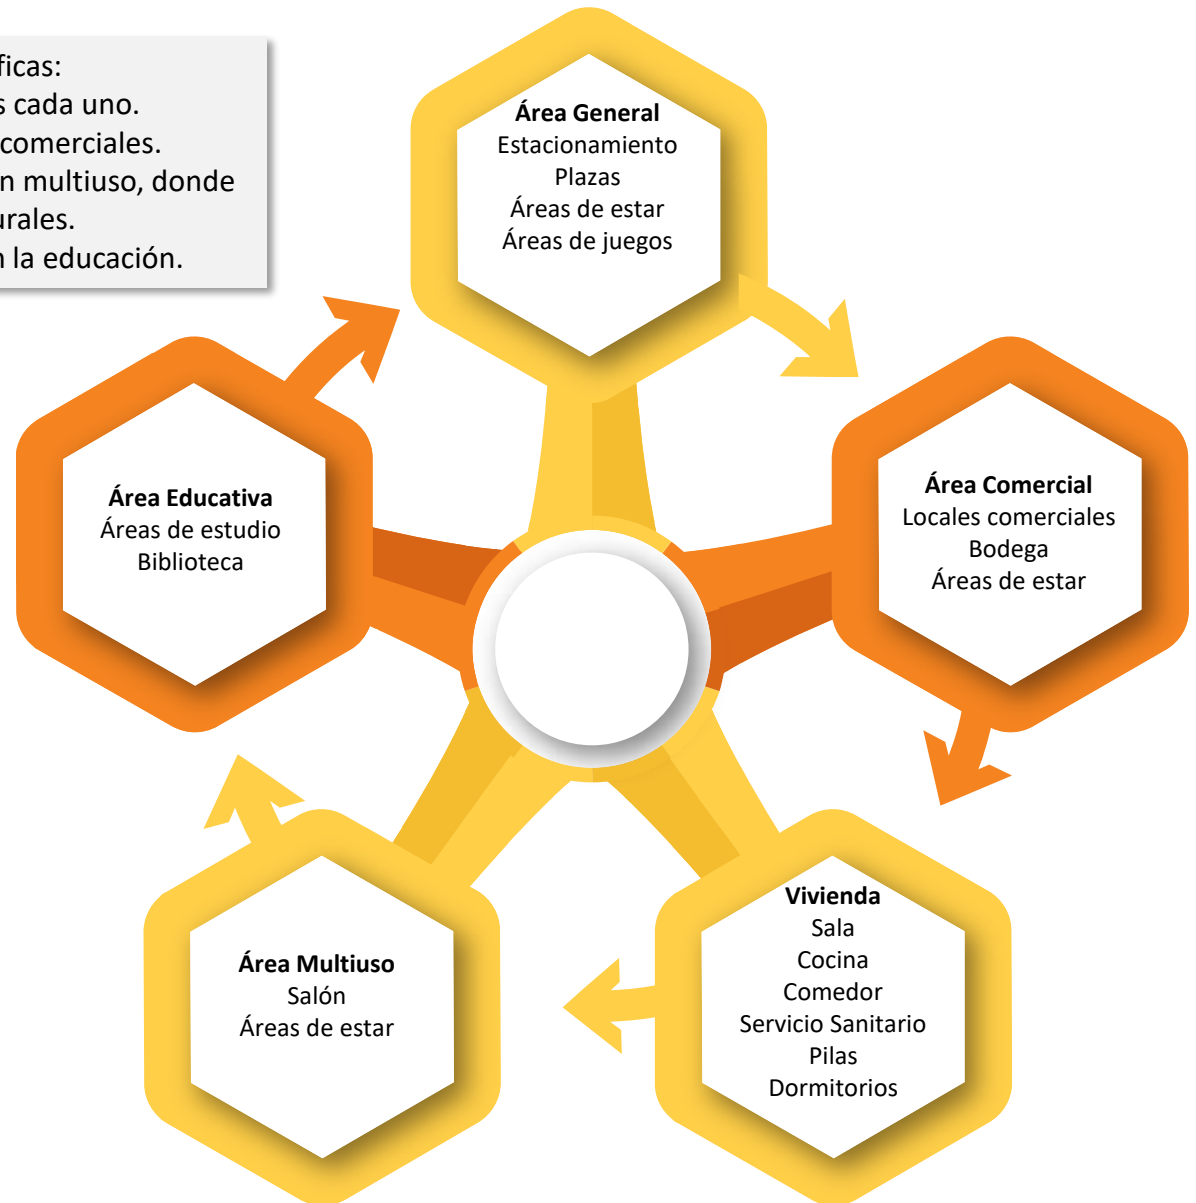 ficas:
s cada uno.
comerciales.
n multiuso, donde
urales.
n la educación.
Área General
Estacionamiento
Plazas
Áreas de estar
Áreas de juegos
Área Educativa
Áreas de estudio
Biblioteca
Área Comercial
Locales comerciales
Bodega
Áreas de estar
Área Multiuso
Salón
Áreas de estar
Vivienda
Sala
Cocina
Comedor
Servicio Sanitario
Pilas
Dormitorios